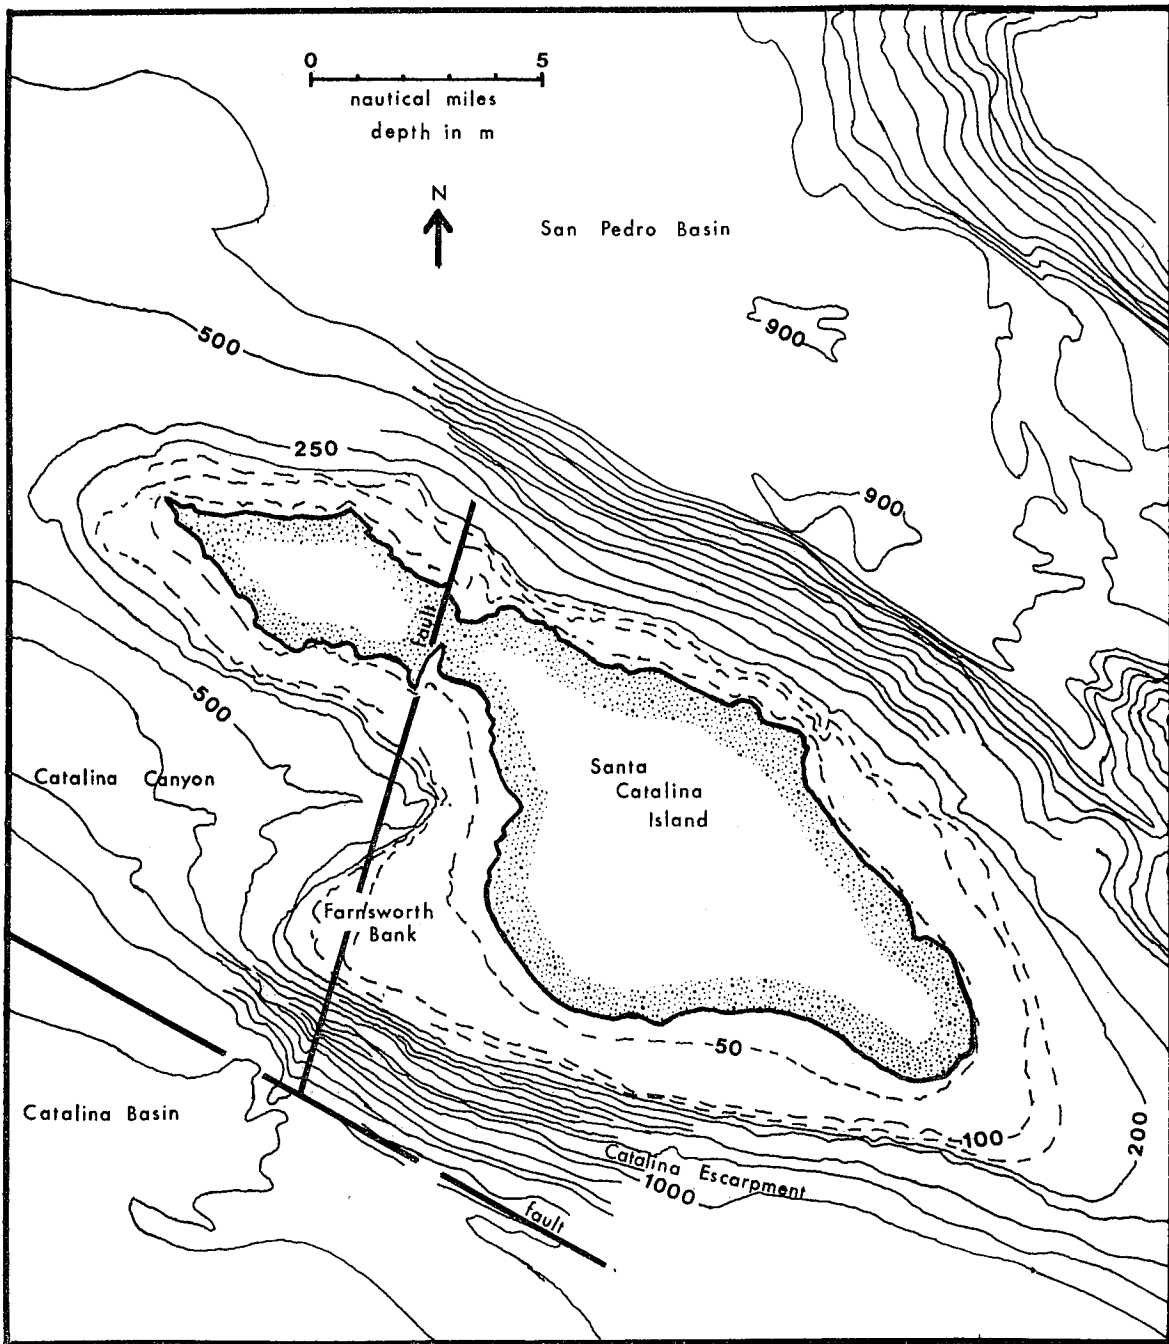 0 5
nautical miles
depth in m
N
San Pedro Basin
500
900
250
900
fault
500
Santa
Catalina
Island
Catalina Canyon
Farnsworth
Bank
50
Catalina Basin
100
200
Catalina Escarpment
1000
fault